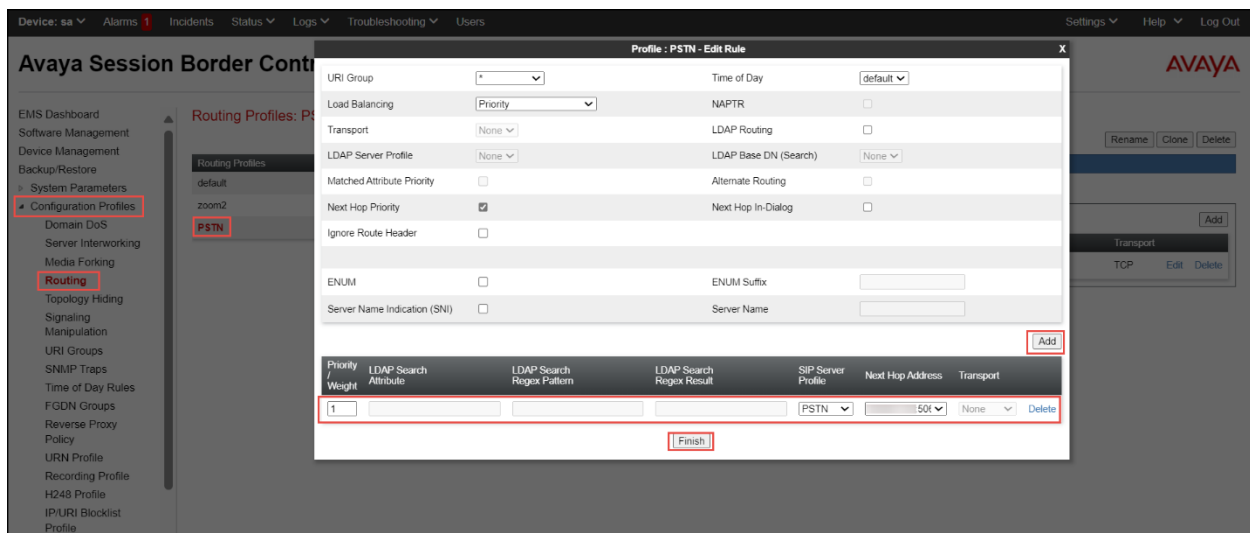 Device: sa Alarms 1 Incidents Status Logs Troubleshooting Users Settings Help Log Out
Profile : PSTN - Edit Rule X
Avaya Session Border Contr
AVAYA
EMS Dashboard
Software Management
Device Management
Backup/Restore
System Parameters
Configuration Profiles
Domain DoS
Server Interworking
Media Forking
Routing
Topology Hiding
Signaling
Manipulation
URI Groups
SNMP Traps
Time of Day Rules
FGDN Groups
Reverse Proxy
Policy
URN Profile
Recording Profile
H248 Profile
IP/URI Blocklist
Profile
Routing Profiles: PS
Routing Profiles
default
zoom2
PSTN
Rename Clone Delete
Add
Transport
TCP Edit Delete
URI Group * Time of Day default
Load Balancing Priority NAPTR
Transport None LDAP Routing
LDAP Server Profile None LDAP Base DN (Search) None
Matched Attribute Priority Alternate Routing
Next Hop Priority Next Hop In-Dialog
Ignore Route Header
ENUM ENUM Suffix
Server Name Indication (SNI) Server Name
Add
Priority
/
Weight
LDAP Search
Attribute
LDAP Search
Regex Pattern
LDAP Search
Regex Result
SIP Server
Profile
Next Hop Address
Transport
1 PSTN None Delete
Finish